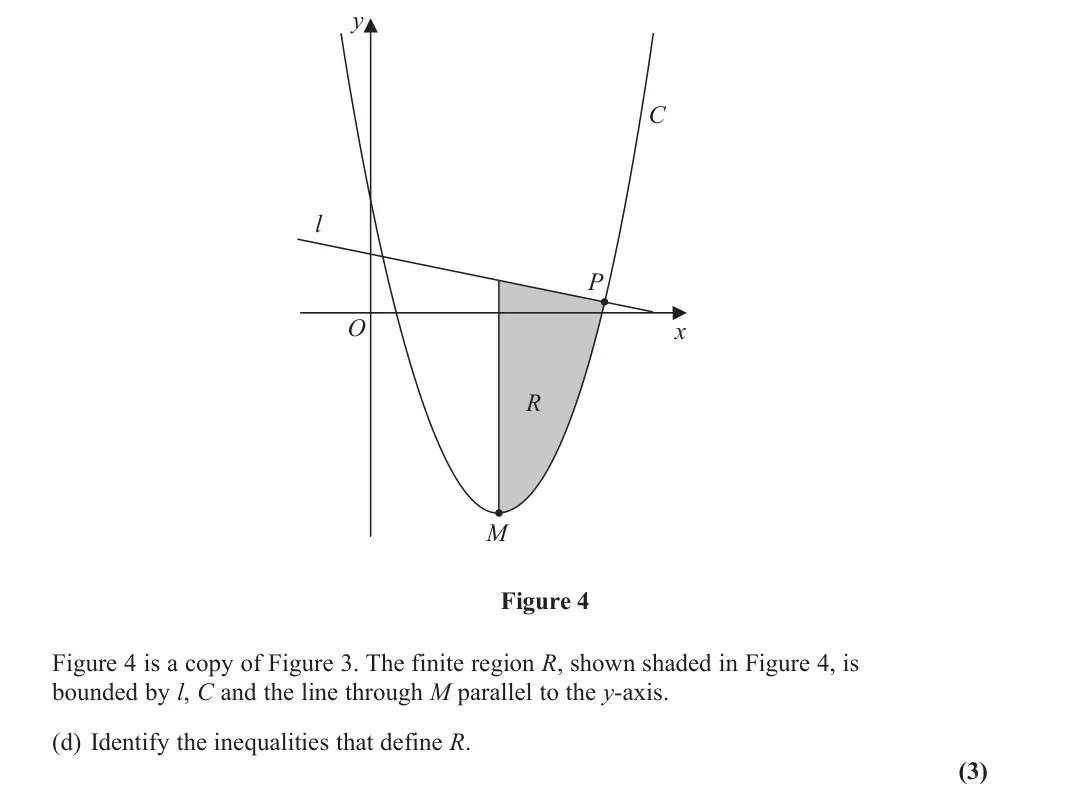 y
C
l
P
O
x
R
M
Figure 4
Figure 4 is a copy of Figure 3. The finite region R, shown shaded in Figure 4, is
bounded by l, C and the line through M parallel to the y-axis.
(d) Identify the inequalities that define R.
(3)